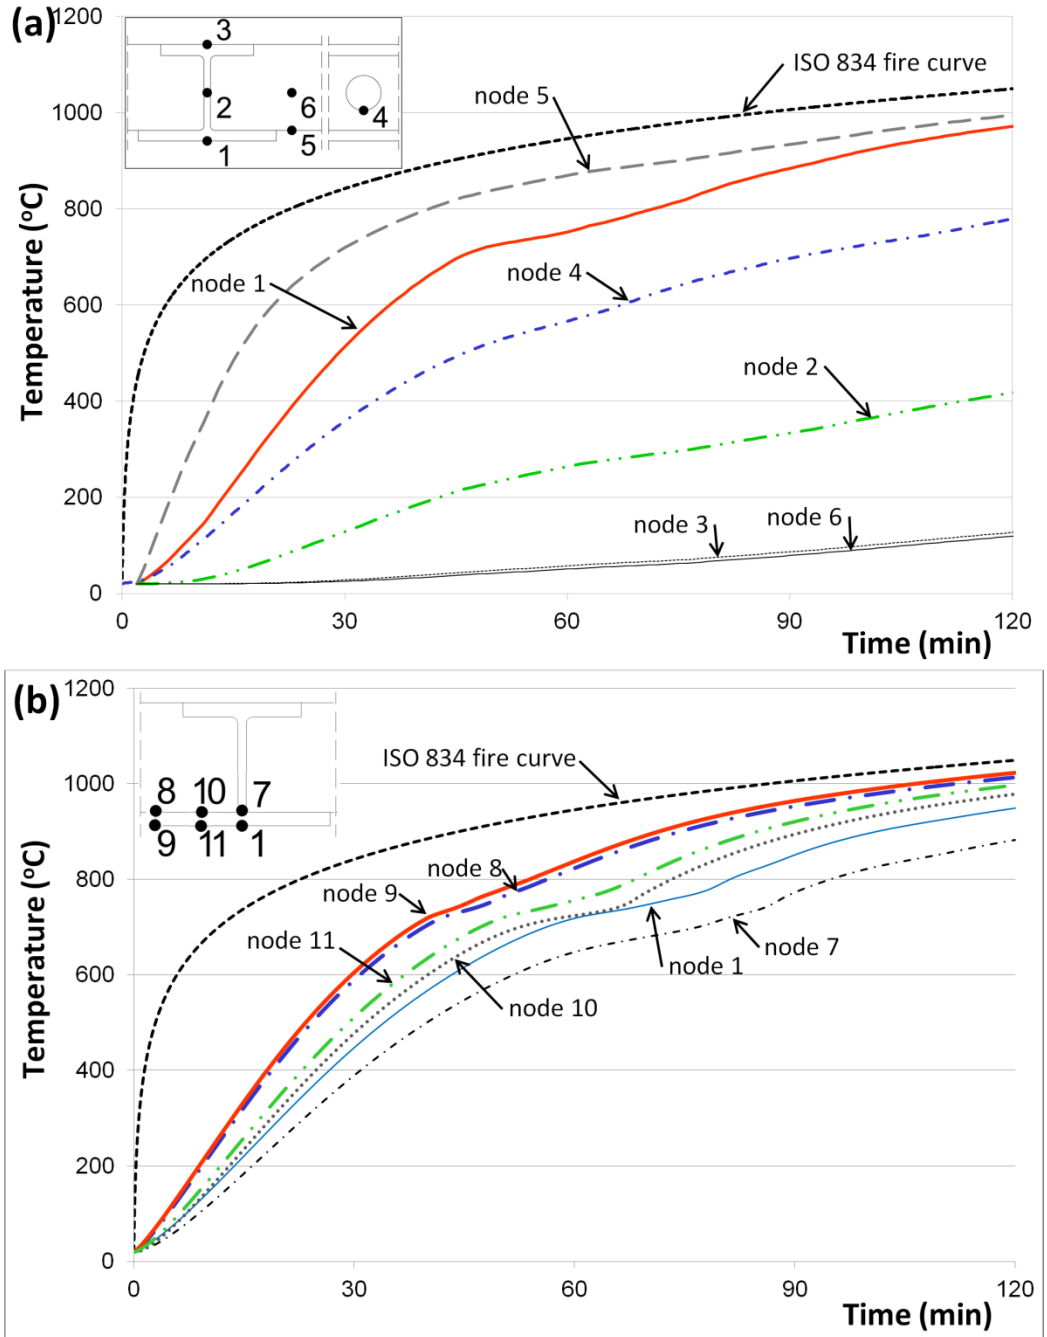 (a)
1200
1000
800
600
400
200
0
Temperature (ºC)
3
2
6
4
5
1
ISO 834 fire curve
node 5
node 1
node 4
node 2
node 3
node 6
0
30
60
90
120
Time (min)
(b)
1200
1000
800
600
400
200
0
Temperature (ºC)
8 10 7
9 11 1
ISO 834 fire curve
node 8
node 9
node 11
node 10
node 1
node 7
0
30
60
90
120
Time (min)